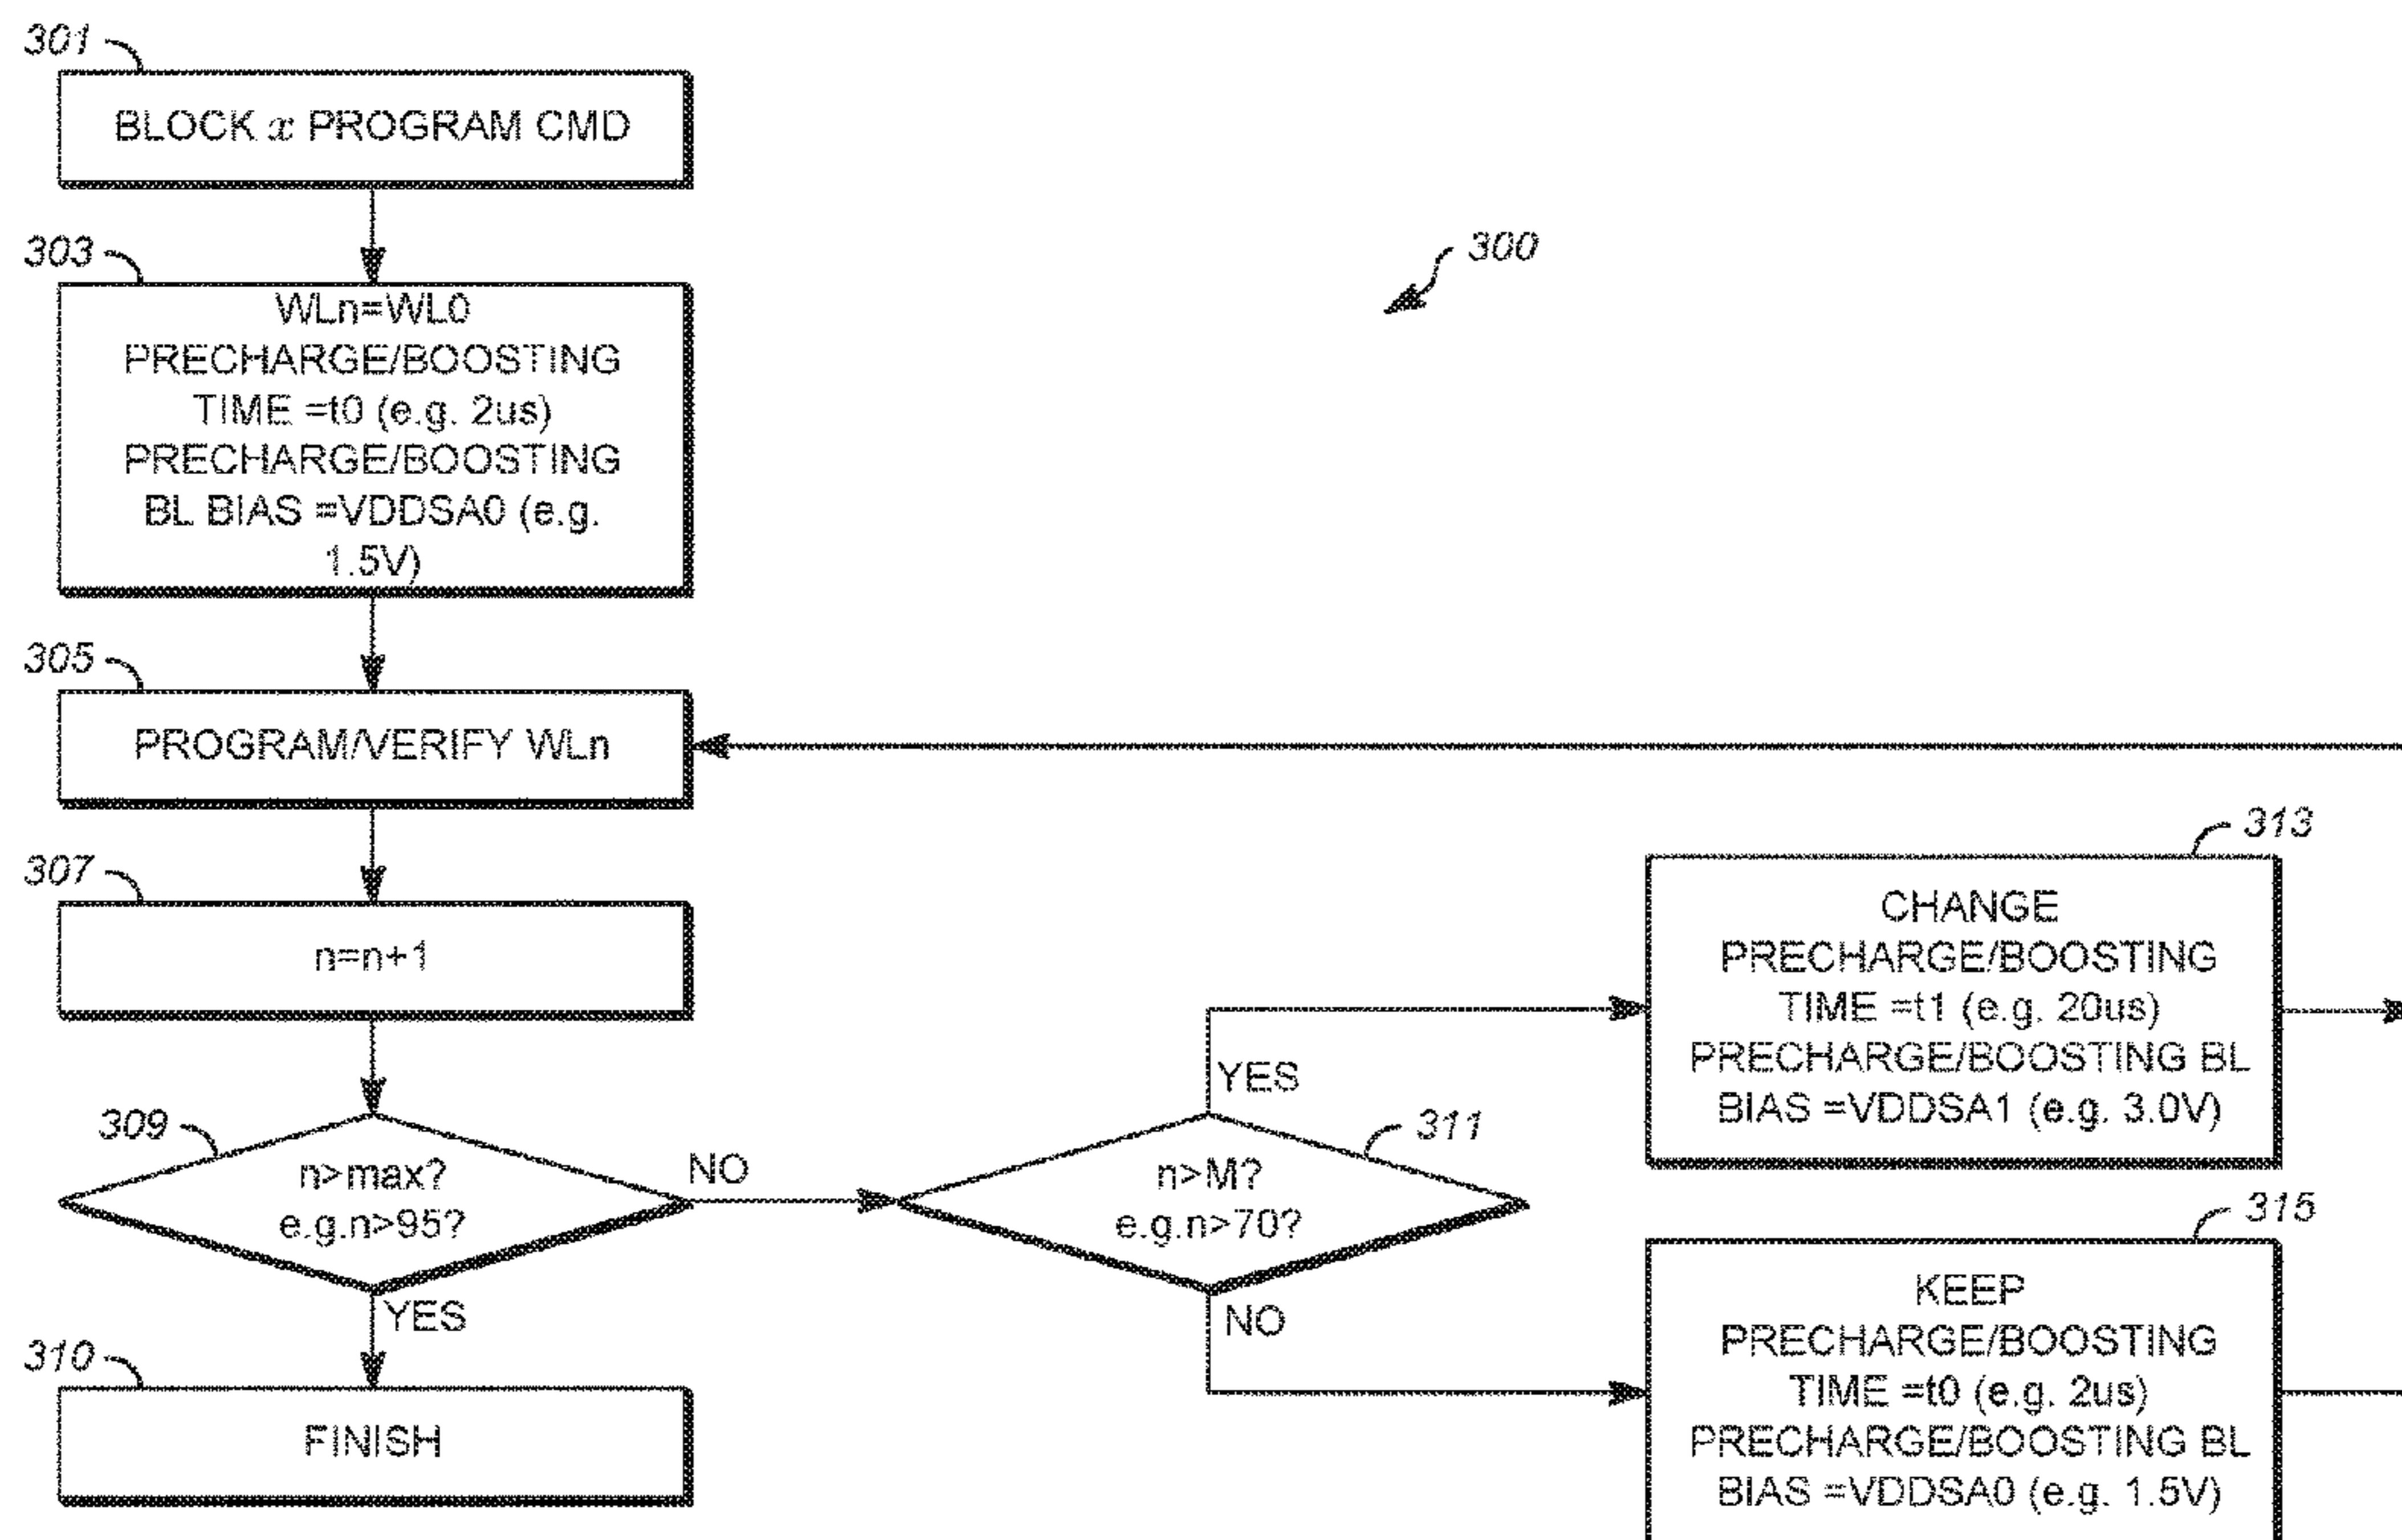 301
BLOCK x PROGRAM CMD
303
WLn=WL0
PRECHARGE/BOOSTING
TIME =t0 (e.g. 2us)
PRECHARGE/BOOSTING
BL BIAS =VDDSA0 (e.g.
1.5V)
300
305
PROGRAM/VERIFY WLn
307
n=n+1
309
n>max?
e.g.n>95?
NO
YES
310
FINISH
311
n>M?
e.g.n>70?
YES
NO
313
CHANGE
PRECHARGE/BOOSTING
TIME =t1 (e.g. 20us)
PRECHARGE/BOOSTING BL
BIAS =VDDSA1 (e.g. 3.0V)
315
KEEP
PRECHARGE/BOOSTING
TIME =t0 (e.g. 2us)
PRECHARGE/BOOSTING BL
BIAS =VDDSA0 (e.g. 1.5V)